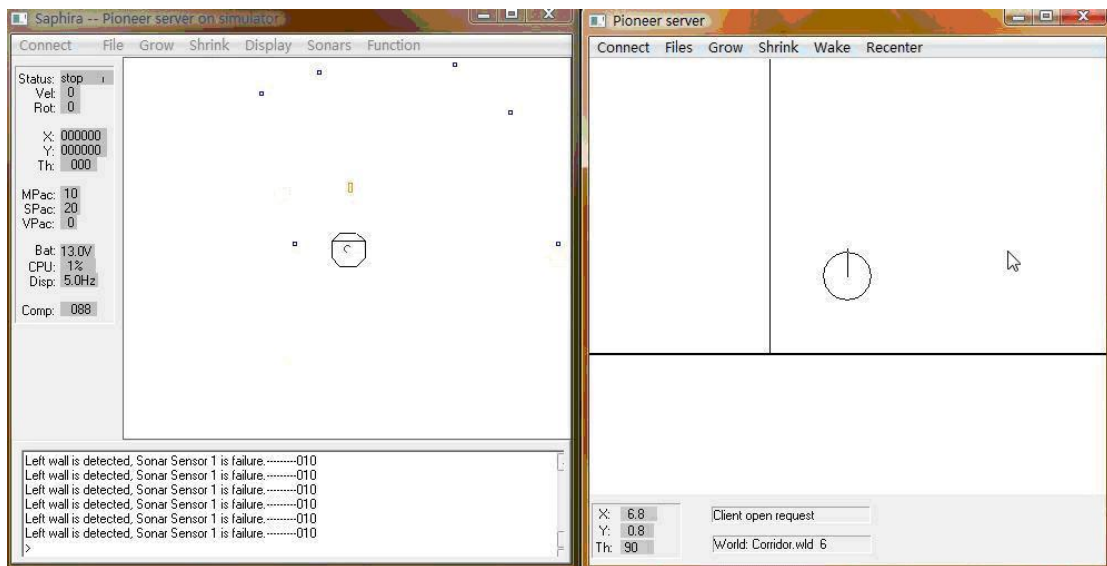 Saphira -- Pioneer server on simulator
Connect File Grow Shrink Display Sonars Function
Status: stop
Vel: 0
Rot: 0
X: 000000
Y: 000000
Th: 000
MPac: 10
SPac: 20
VPac: 0
Bat: 13.0V
CPU: 1%
Disp: 5.0Hz
Comp: 088
Left wall is detected, Sonar Sensor 1 is failure.---------010
Left wall is detected, Sonar Sensor 1 is failure.---------010
Left wall is detected, Sonar Sensor 1 is failure.---------010
Left wall is detected, Sonar Sensor 1 is failure.---------010
Left wall is detected, Sonar Sensor 1 is failure.---------010
Left wall is detected, Sonar Sensor 1 is failure.---------010
>
Pioneer server
Connect Files Grow Shrink Wake Recenter
X: 6.8
Y: 0.8
Th: 90
Client open request
World: Corridor.wld 6